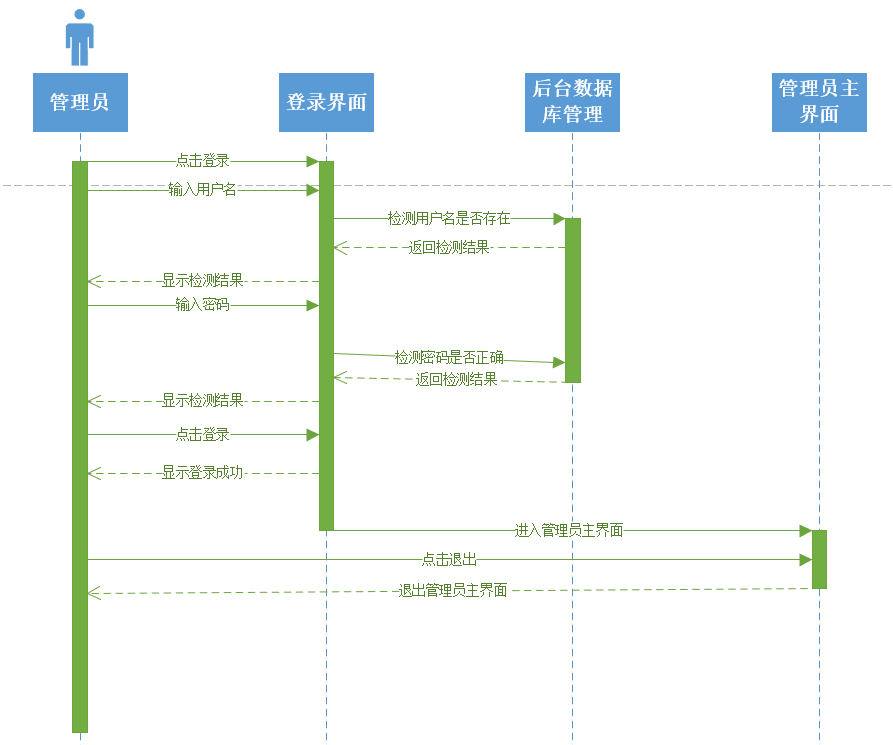 管理员
登录界面
后台数据
库管理
管理员主
界面
点击登录
输入用户名
检测用户名是否存在
返回检测结果
显示检测结果
输入密码
检测密码是否正确
返回检测结果
显示检测结果
点击登录
显示登录成功
进入管理员主界面
点击退出
退出管理员主界面